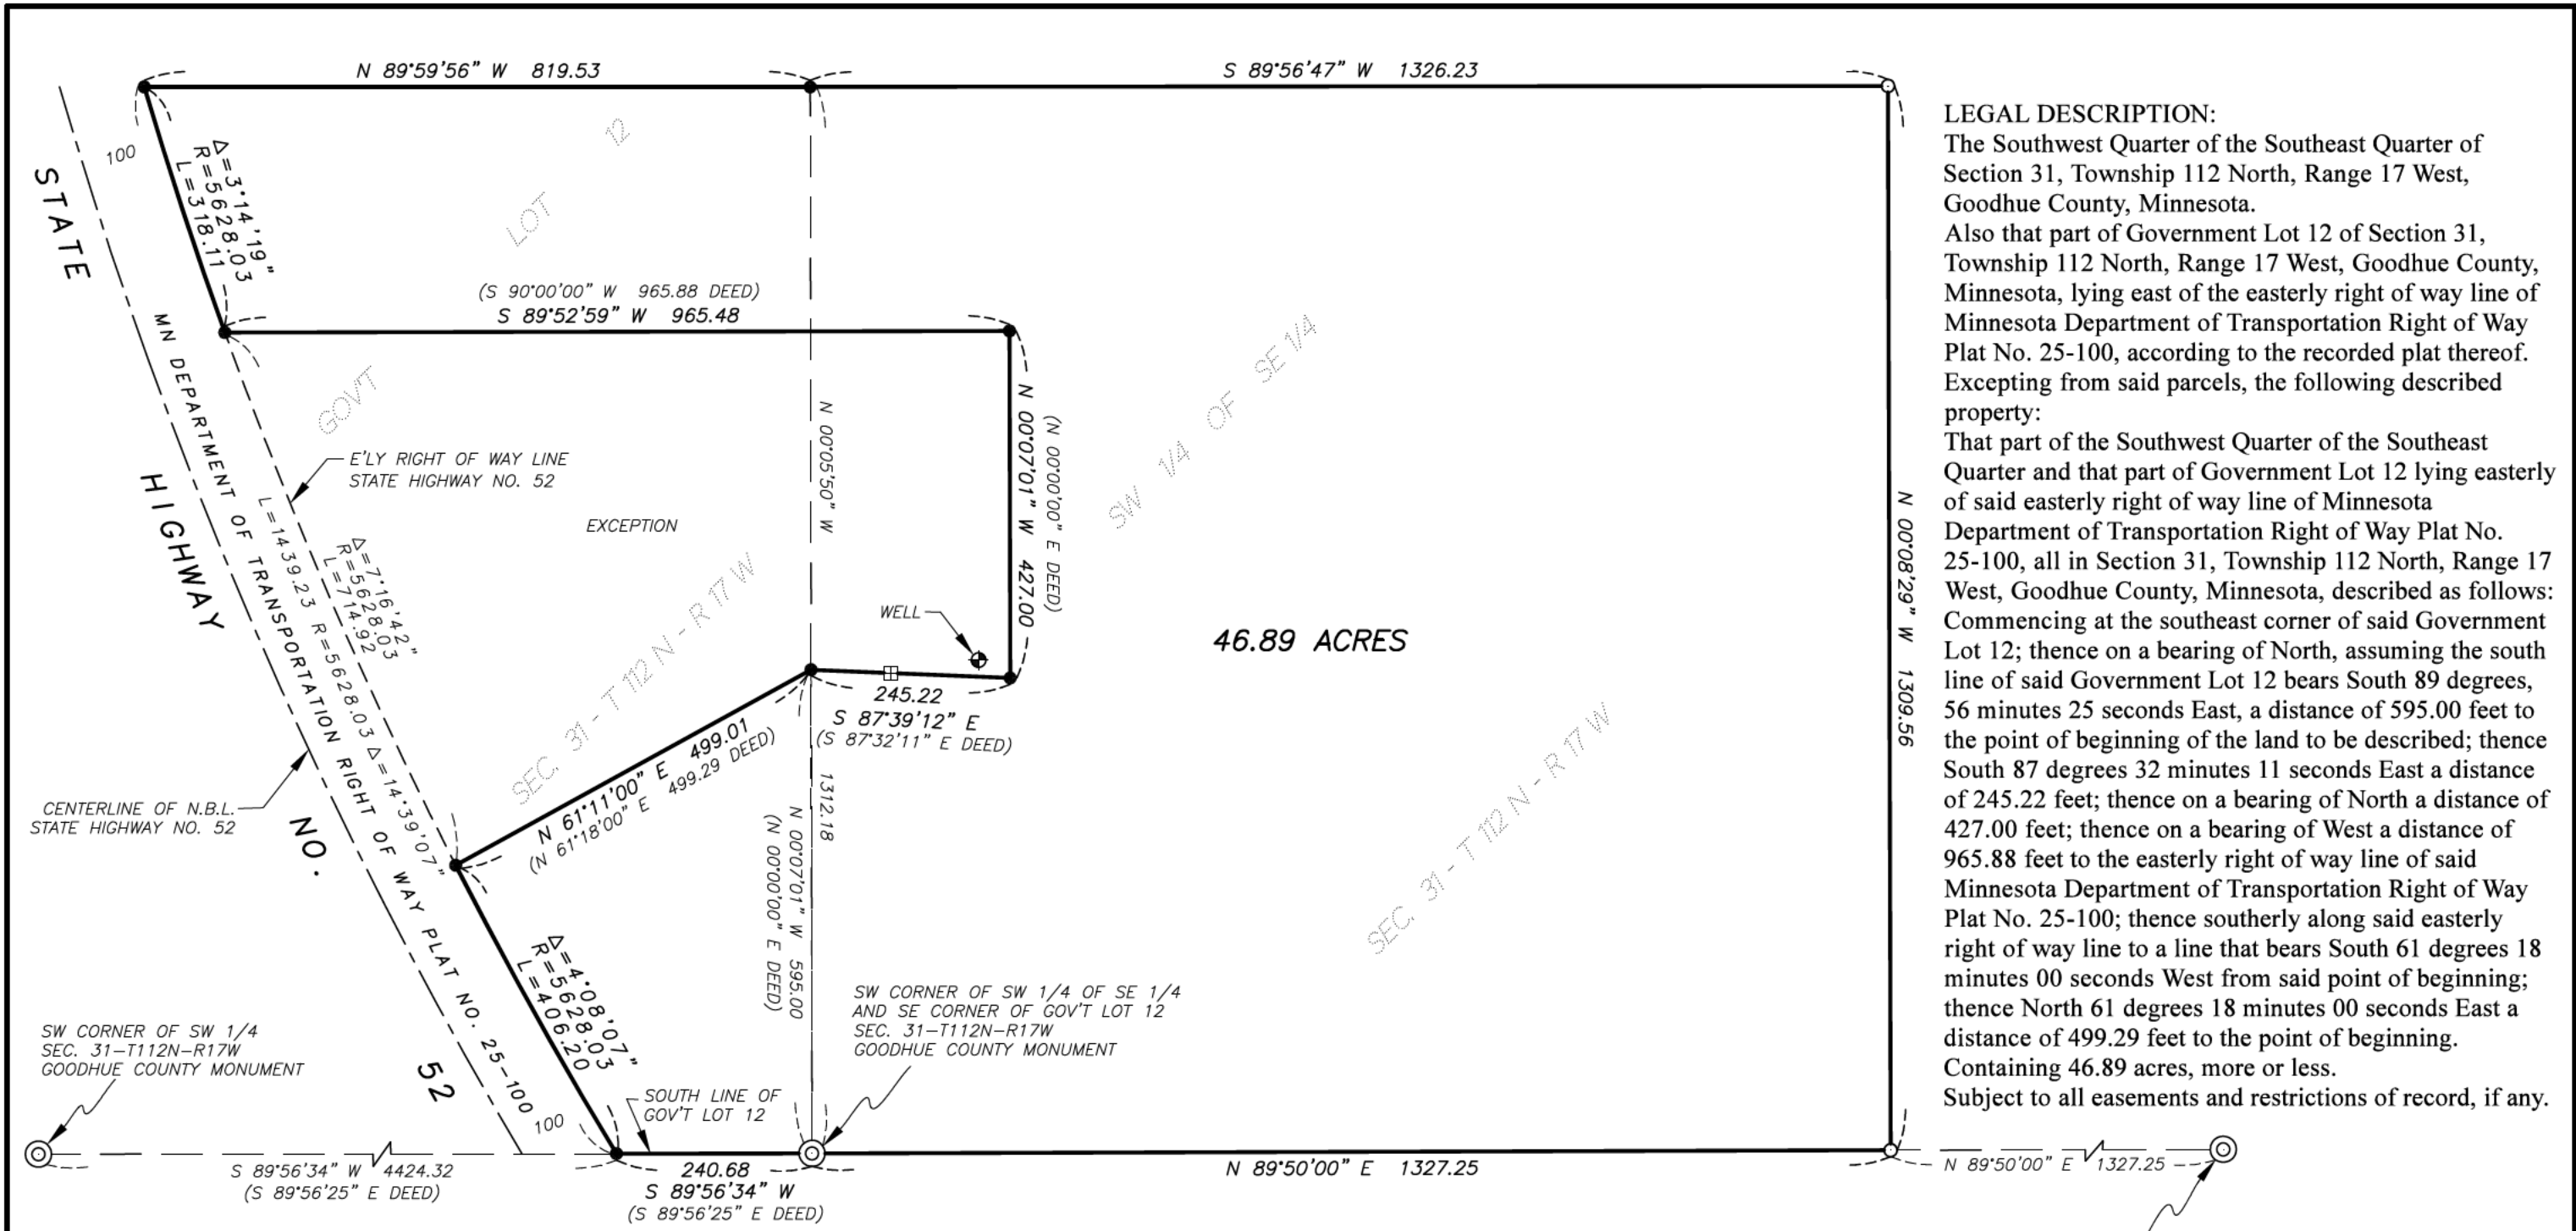 N 89°59'56" W 819.53
S 89°56'47" W 1326.23
LOT 12
100
Δ=3°14'19"
R=5628.03
L=318.11
STATE
HIGHWAY
NO.
52
(S 90°00'00" W 965.88 DEED)
S 89°52'59" W 965.48
MN DEPARTMENT OF TRANSPORTATION RIGHT OF WAY PLAT NO. 25-100
GOV'T
E'LY RIGHT OF WAY LINE
STATE HIGHWAY NO. 52
EXCEPTION
L=1439.23 R=5628.03 Δ=14°39'07"
Δ=7°16'42"
R=5628.03
L=714.92
SEC. 31 - T 112 N - R 17 W
N 00°05'50" W
1312.18
(N 00°00'00" E DEED)
N 00°07'01" W 427.00
SW 1/4 OF SE 1/4
WELL
46.89 ACRES
245.22
S 87°39'12" E
(S 87°32'11" E DEED)
N 61°11'00" E 499.01
(N 61°18'00" E 499.29 DEED)
N 00°07'01" W 595.00
(N 00°00'00" E DEED)
SEC. 31 - T 112 N - R 17 W
N 00°08'29" W 1309.56
CENTERLINE OF N.B.L.
STATE HIGHWAY NO. 52
Δ=4°08'07"
R=5628.03
L=406.20
SW CORNER OF SW 1/4
SEC. 31-T112N-R17W
GOODHUE COUNTY MONUMENT
SW CORNER OF SW 1/4 OF SE 1/4
AND SE CORNER OF GOV'T LOT 12
SEC. 31-T112N-R17W
GOODHUE COUNTY MONUMENT
SOUTH LINE OF
GOV'T LOT 12
100
S 89°56'34" W 4424.32
(S 89°56'25" E DEED)
240.68
S 89°56'34" W
(S 89°56'25" E DEED)
N 89°50'00" E 1327.25
N 89°50'00" E 1327.25
LEGAL DESCRIPTION:
The Southwest Quarter of the Southeast Quarter of
Section 31, Township 112 North, Range 17 West,
Goodhue County, Minnesota.
Also that part of Government Lot 12 of Section 31,
Township 112 North, Range 17 West, Goodhue County,
Minnesota, lying east of the easterly right of way line of
Minnesota Department of Transportation Right of Way
Plat No. 25-100, according to the recorded plat thereof.
Excepting from said parcels, the following described
property:
That part of the Southwest Quarter of the Southeast
Quarter and that part of Government Lot 12 lying easterly
of said easterly right of way line of Minnesota
Department of Transportation Right of Way Plat No.
25-100, all in Section 31, Township 112 North, Range 17
West, Goodhue County, Minnesota, described as follows:
Commencing at the southeast corner of said Government
Lot 12; thence on a bearing of North, assuming the south
line of said Government Lot 12 bears South 89 degrees,
56 minutes 25 seconds East, a distance of 595.00 feet to
the point of beginning of the land to be described; thence
South 87 degrees 32 minutes 11 seconds East a distance
of 245.22 feet; thence on a bearing of North a distance of
427.00 feet; thence on a bearing of West a distance of
965.88 feet to the easterly right of way line of said
Minnesota Department of Transportation Right of Way
Plat No. 25-100; thence southerly along said easterly
right of way line to a line that bears South 61 degrees 18
minutes 00 seconds West from said point of beginning;
thence North 61 degrees 18 minutes 00 seconds East a
distance of 499.29 feet to the point of beginning.
Containing 46.89 acres, more or less.
Subject to all easements and restrictions of record, if any.